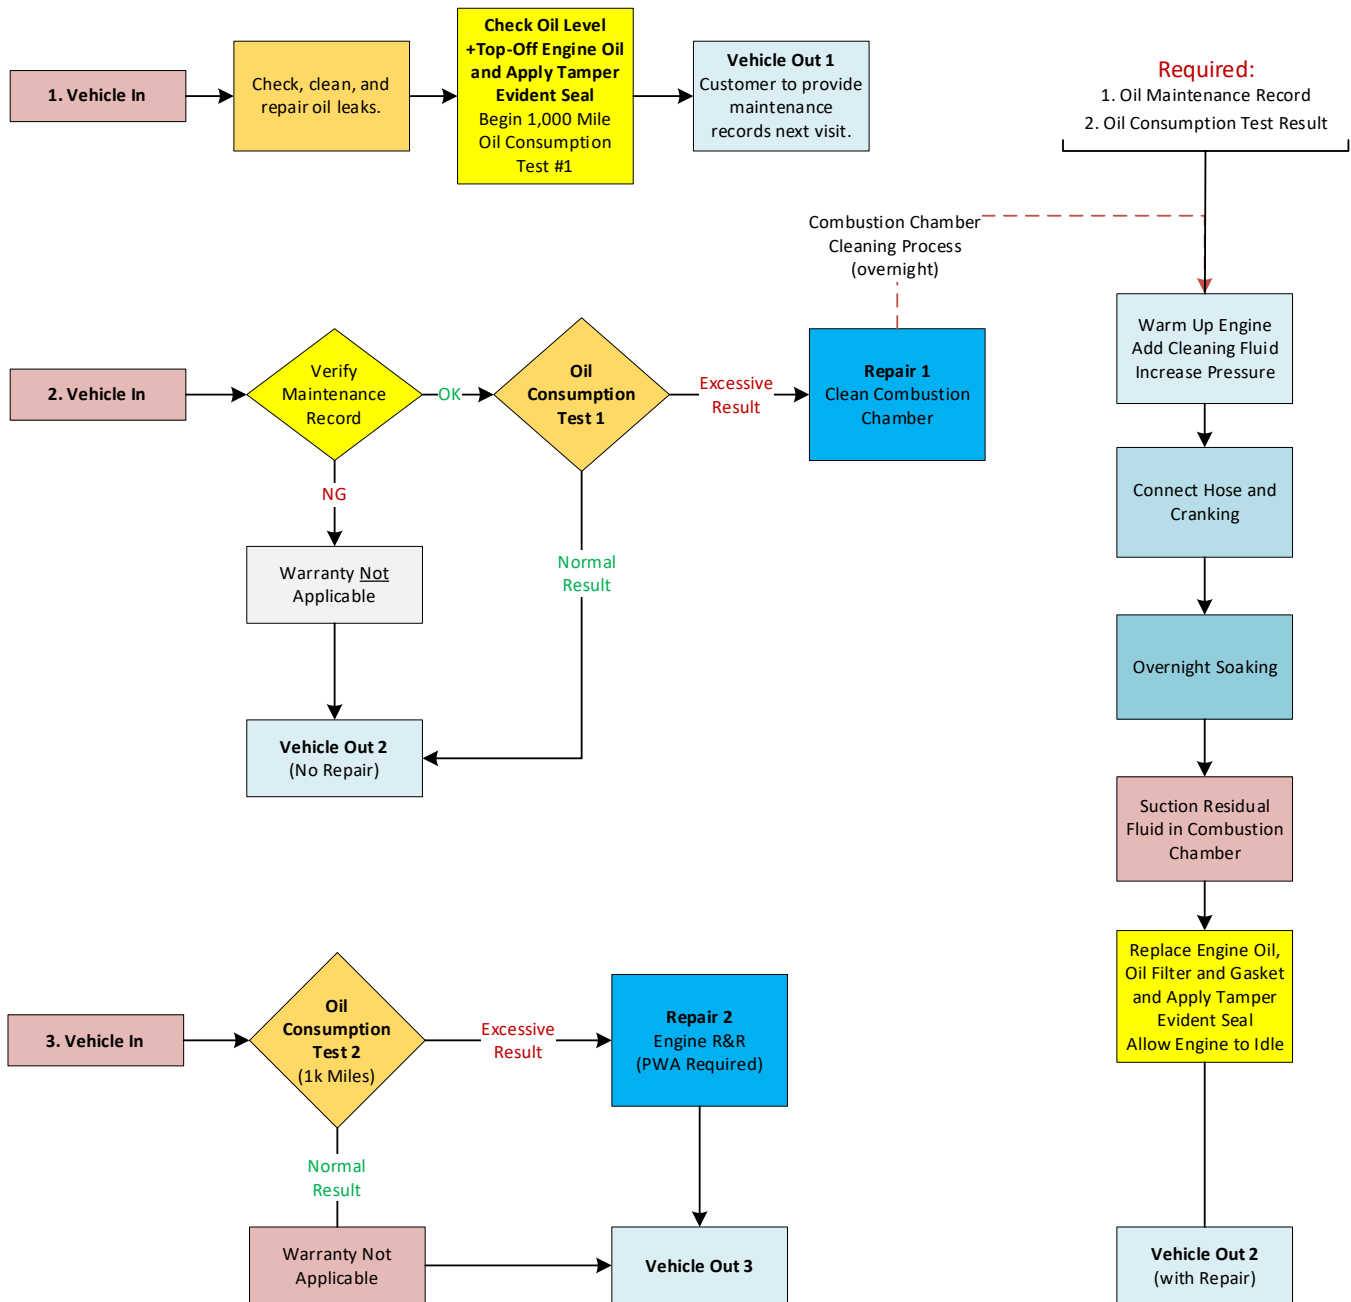 1. Vehicle In
Check, clean, and
repair oil leaks.
Check Oil Level
+Top-Off Engine Oil
and Apply Tamper
Evident Seal
Begin 1,000 Mile
Oil Consumption
Test #1
Vehicle Out 1
Customer to provide
maintenance
records next visit.
Required:
1. Oil Maintenance Record
2. Oil Consumption Test Result
Combustion Chamber
Cleaning Process
(overnight)
2. Vehicle In
Verify
Maintenance
Record
OK
Oil
Consumption
Test 1
Excessive
Result
Repair 1
Clean Combustion
Chamber
NG
Warranty Not
Applicable
Normal
Result
Vehicle Out 2
(No Repair)
Warm Up Engine
Add Cleaning Fluid
Increase Pressure
Connect Hose and
Cranking
Overnight Soaking
Suction Residual
Fluid in Combustion
Chamber
Replace Engine Oil,
Oil Filter and Gasket
and Apply Tamper
Evident Seal
Allow Engine to Idle
Vehicle Out 2
(with Repair)
3. Vehicle In
Oil
Consumption
Test 2
(1k Miles)
Excessive
Result
Repair 2
Engine R&R
(PWA Required)
Normal
Result
Warranty Not
Applicable
Vehicle Out 3